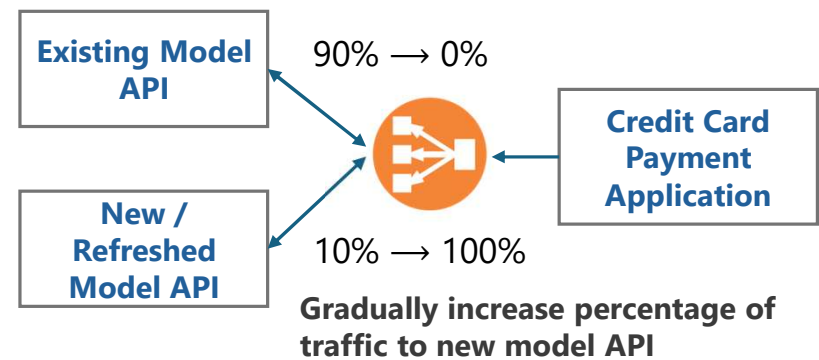 Existing Model
API
90% → 0%
Credit Card
Payment
Application
New /
Refreshed
Model API
10% → 100%
Gradually increase percentage of
traffic to new model API